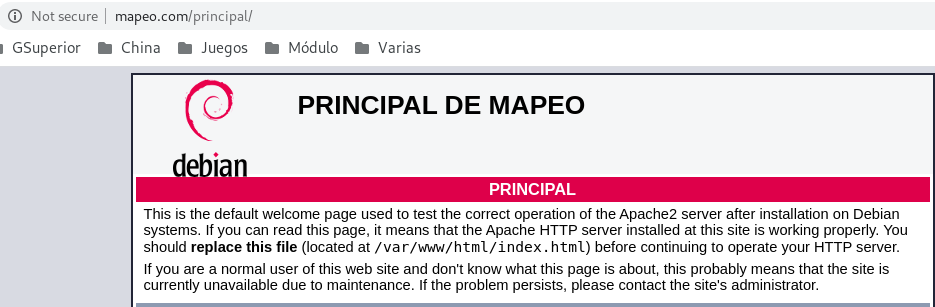 Not secure | mapeo.com/principal/
GSuperior China Juegos Módulo Varias
debian
PRINCIPAL DE MAPEO
PRINCIPAL
This is the default welcome page used to test the correct operation of the Apache2 server after installation on Debian
systems. If you can read this page, it means that the Apache HTTP server installed at this site is working properly. You
should replace this file (located at /var/www/html/index.html) before continuing to operate your HTTP server.
If you are a normal user of this web site and don't know what this page is about, this probably means that the site is
currently unavailable due to maintenance. If the problem persists, please contact the site's administrator.